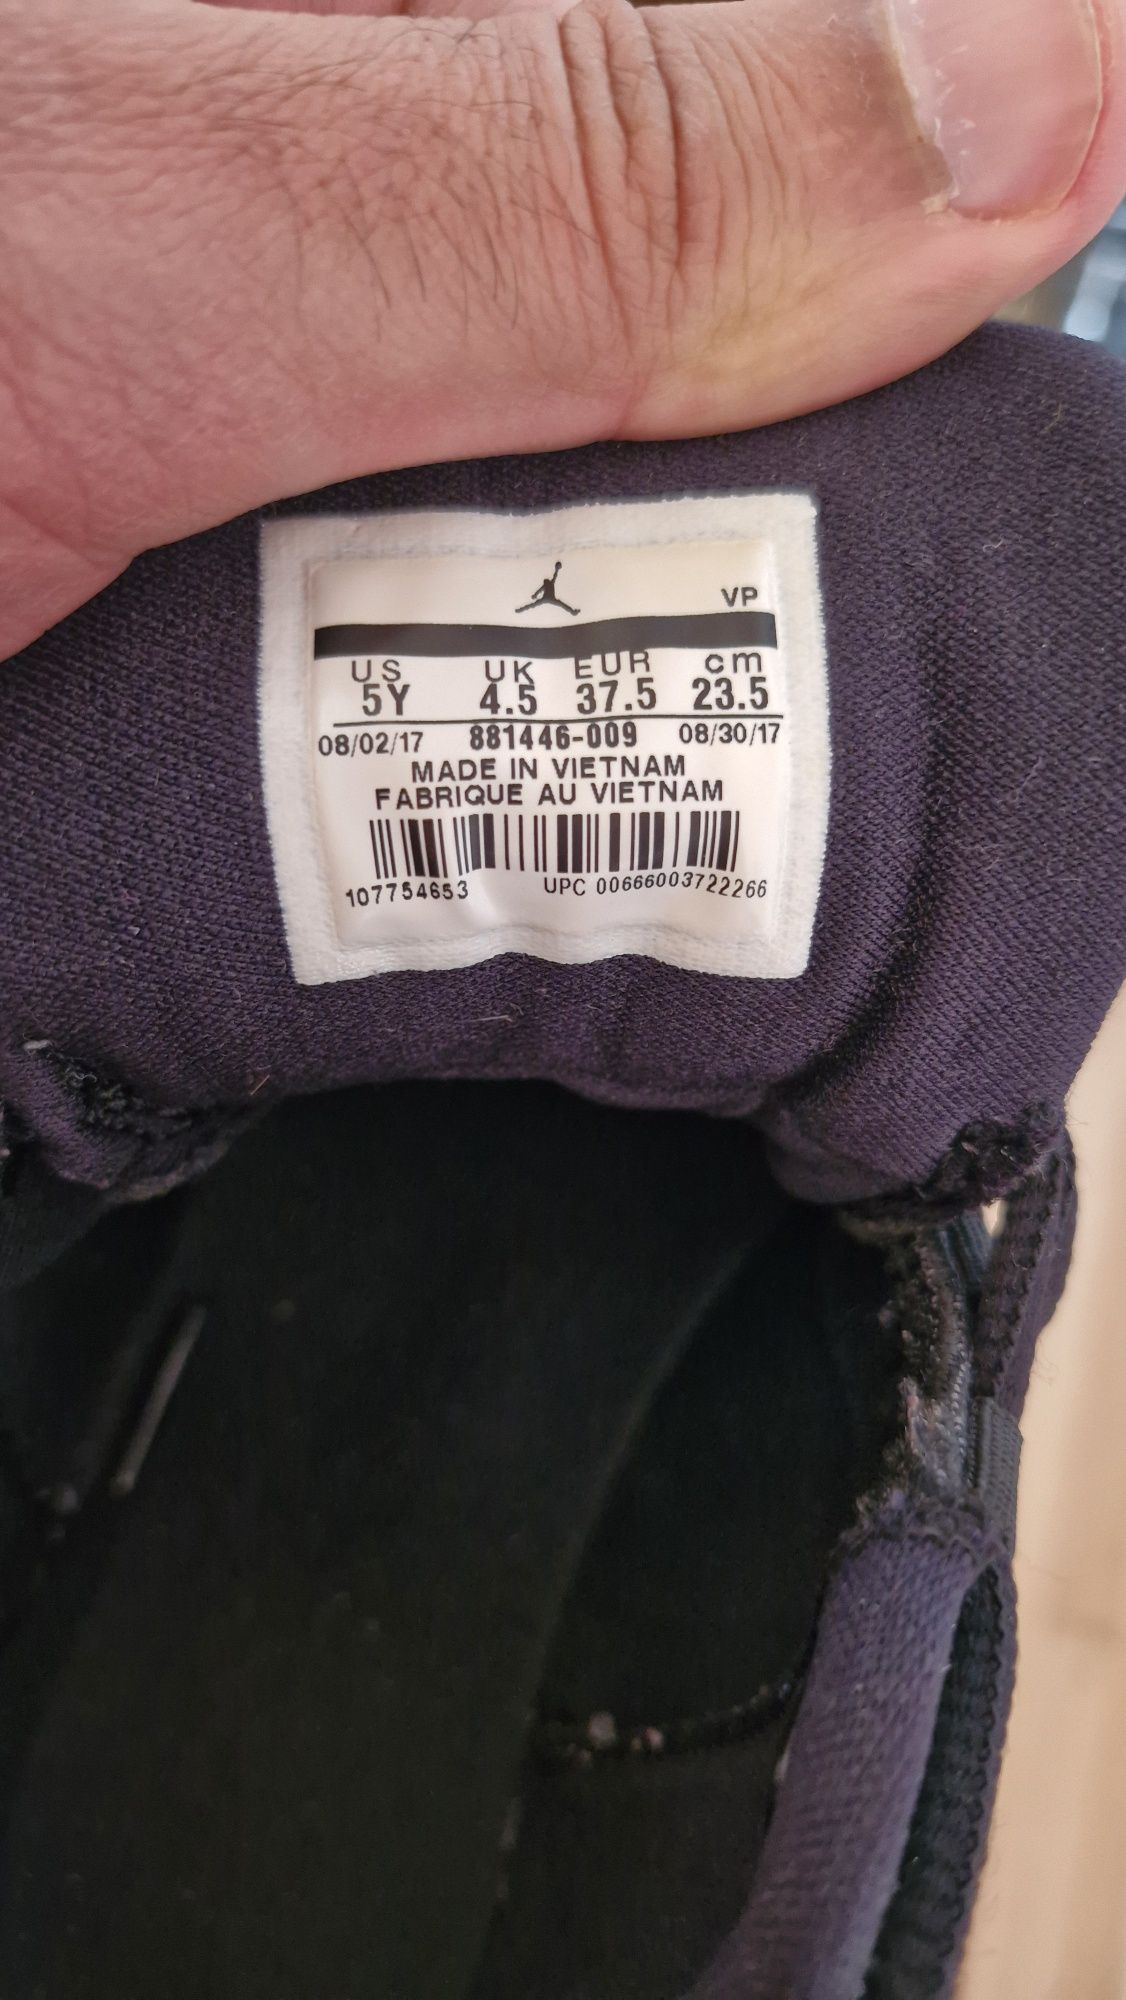 VP
US UK EUR cm
5Y 4.5 37.5 23.5
08/02/17 881446-009 08/30/17
MADE IN VIETNAM
FABRIQUE AU VIETNAM
107754653 UPC 00666003722266